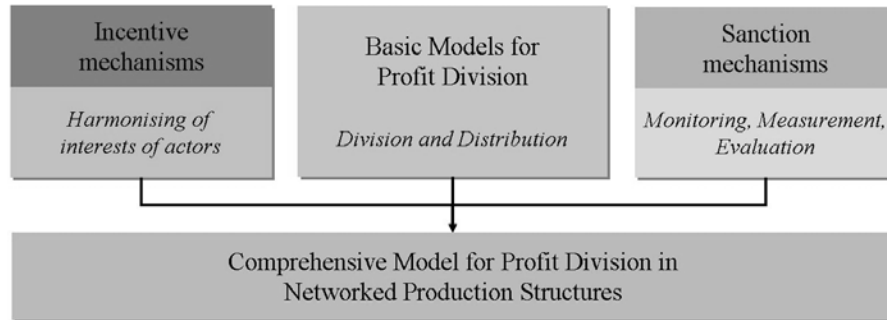 Incentive
mechanisms
Harmonising of
interests of actors
Basic Models for
Profit Division
Division and Distribution
Sanction
mechanisms
Monitoring, Measurement,
Evaluation
Comprehensive Model for Profit Division in
Networked Production Structures